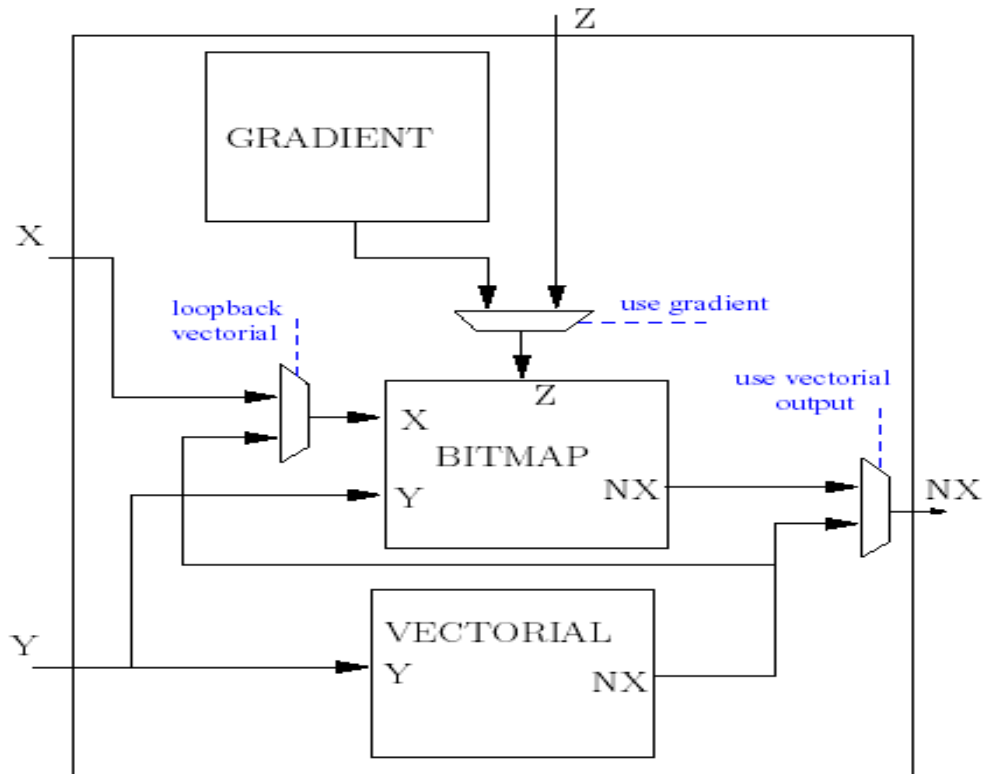 Z
GRADIENT
X
loopback
vectorial
use gradient
use vectorial
output
Z
X
BITMAP
Y
NX
NX
Y
VECTORIAL
Y
NX